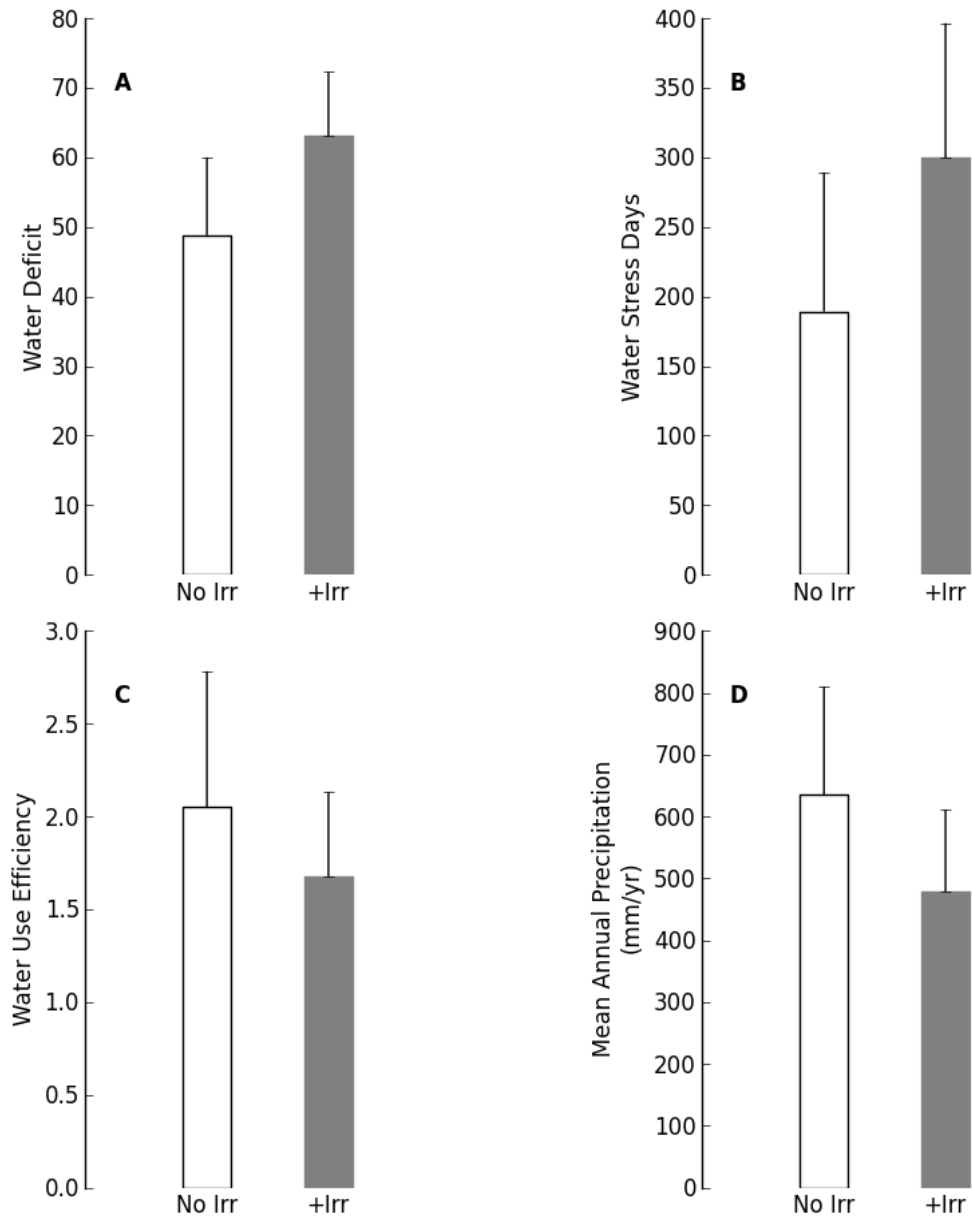 A
Water Deficit
80
70
60
50
40
30
20
10
0
No Irr
+Irr
B
Water Stress Days
400
350
300
250
200
150
100
50
0
No Irr
+Irr
C
Water Use Efficiency
3.0
2.5
2.0
1.5
1.0
0.5
0.0
No Irr
+Irr
D
Mean Annual Precipitation
(mm/yr)
900
800
700
600
500
400
300
200
100
0
No Irr
+Irr